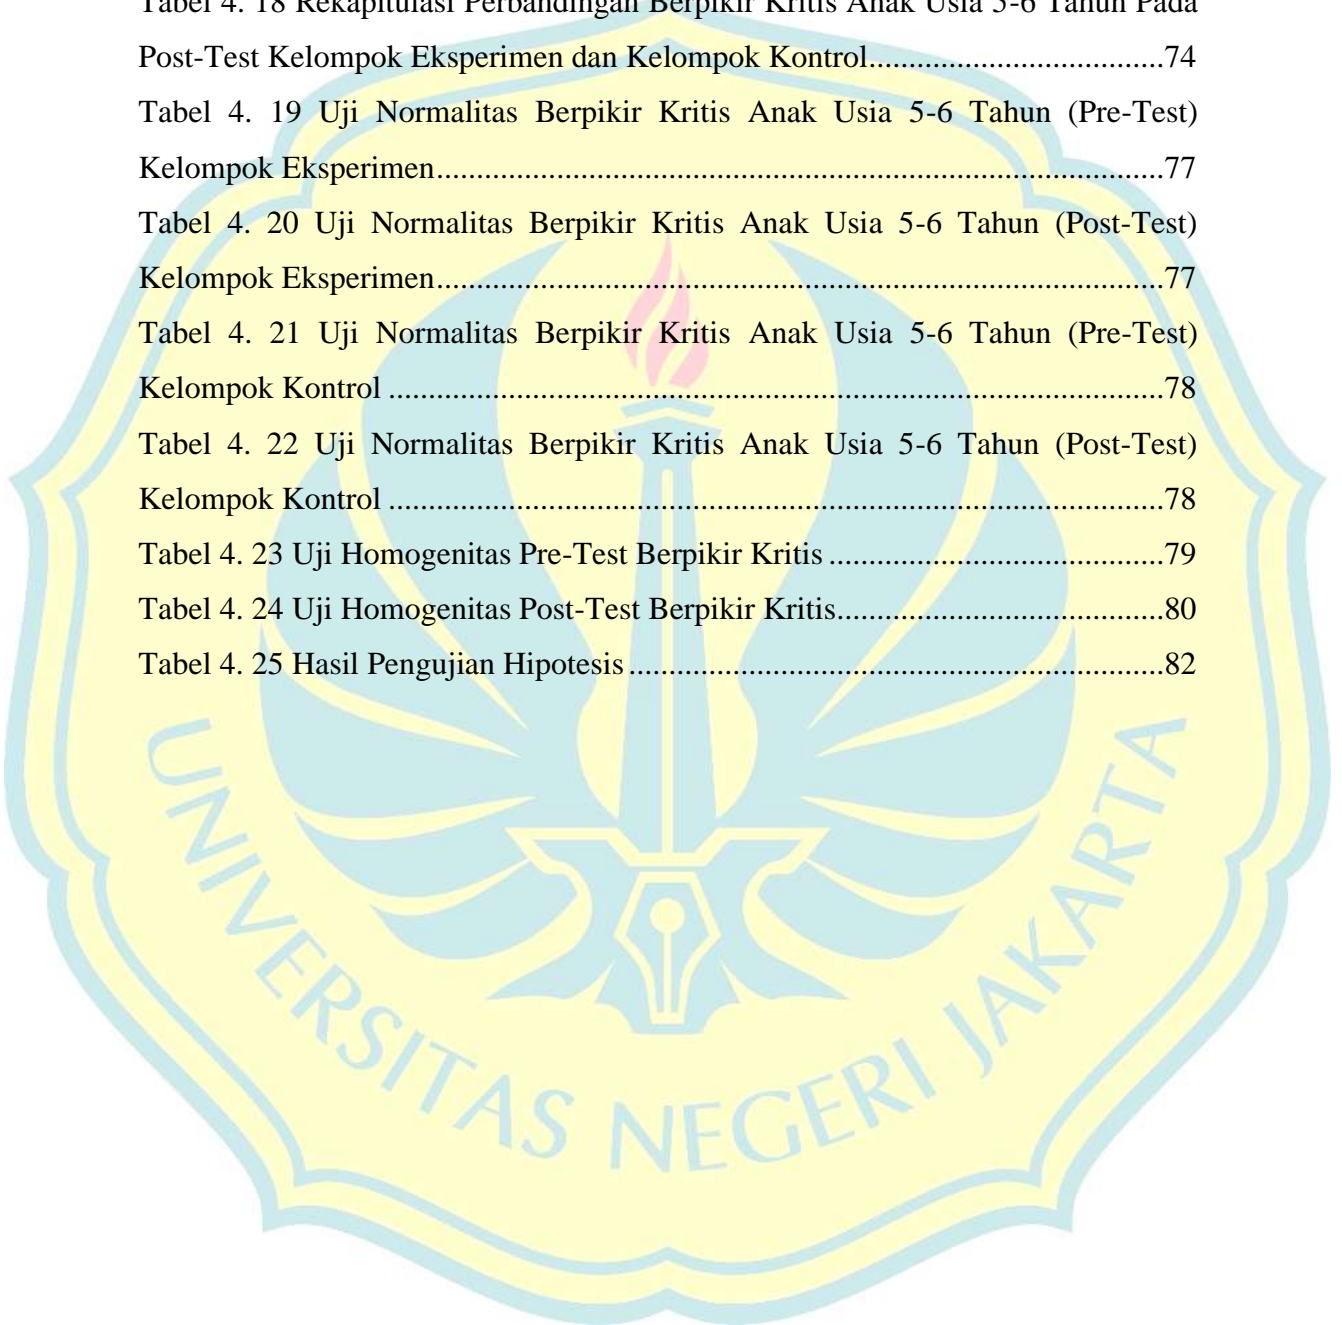 Tabel 4. 18 Rekapitulasi Perbandingan Berpikir Kritis Anak Usia 5-6 Tahun Pada
Post-Test Kelompok Eksperimen dan Kelompok Kontrol...................................74
Tabel 4. 19 Uji Normalitas Berpikir Kritis Anak Usia 5-6 Tahun (Pre-Test)
Kelompok Eksperimen.......................................................................................77
Tabel 4. 20 Uji Normalitas Berpikir Kritis Anak Usia 5-6 Tahun (Post-Test)
Kelompok Eksperimen.......................................................................................77
Tabel 4. 21 Uji Normalitas Berpikir Kritis Anak Usia 5-6 Tahun (Pre-Test)
Kelompok Kontrol ............................................................................................78
Tabel 4. 22 Uji Normalitas Berpikir Kritis Anak Usia 5-6 Tahun (Post-Test)
Kelompok Kontrol ............................................................................................78
Tabel 4. 23 Uji Homogenitas Pre-Test Berpikir Kritis ........................................79
Tabel 4. 24 Uji Homogenitas Post-Test Berpikir Kritis.......................................80
Tabel 4. 25 Hasil Pengujian Hipotesis ................................................................82
UNIVERSITAS NEGERI JAKARTA